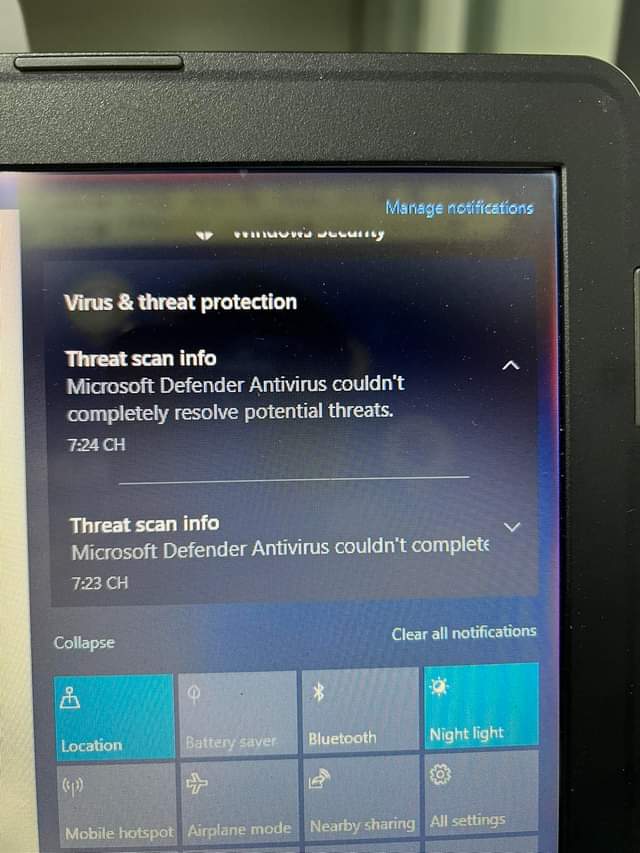 Manage notifications
Windows Security
Virus & threat protection
Threat scan info
Microsoft Defender Antivirus couldn't
completely resolve potential threats.
7:24 CH
Threat scan info
Microsoft Defender Antivirus couldn't complete
7:23 CH
Collapse
Clear all notifications
Location
Battery saver
Bluetooth
Night light
Mobile hotspot
Airplane mode
Nearby sharing
All settings